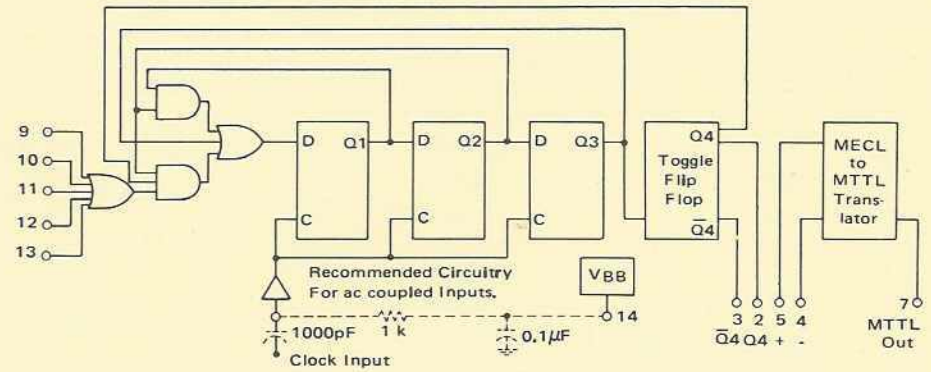 9
10
11
12
13
D Q1
C
D Q2
C
D Q3
C
Q4
Toggle
Flip
Flop
Q̅4
MECL
to
MTTL
Trans-
lator
Recommended Circuitry
For ac coupled Inputs.
VBB
1000pF
1 k
0.1μF
14
Clock Input
3 2 5 4
Q̅4 Q4 + -
7
MTTL
Out